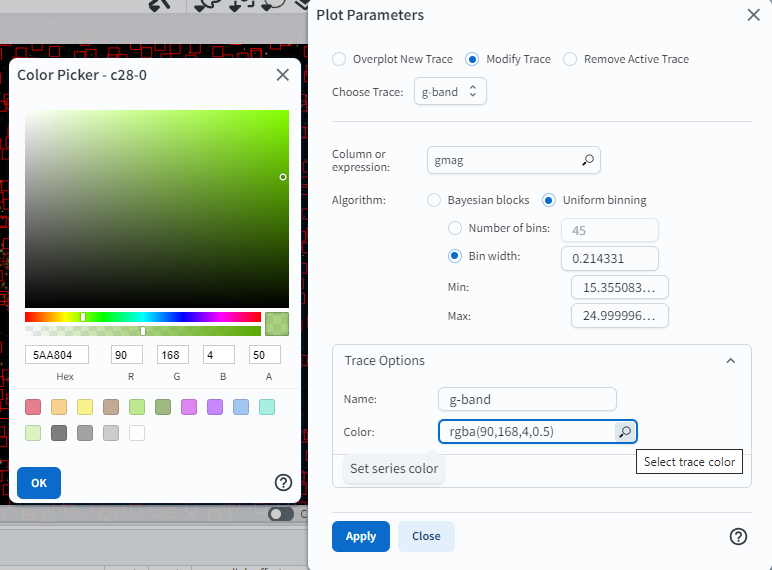 Plot Parameters
Overplot New Trace Modify Trace Remove Active Trace
Choose Trace: g-band
Column or
expression:
gmag
Algorithm: Bayesian blocks Uniform binning
Number of bins: 45
Bin width: 0.214331
Min: 15.355083...
Max: 24.999996...
Trace Options
Name: g-band
Color: rgba(90,168,4,0.5)
Select trace color
Set series color
Apply Close
Color Picker - c28-0
5AA804 90 168 4 50
Hex R G B A
OK